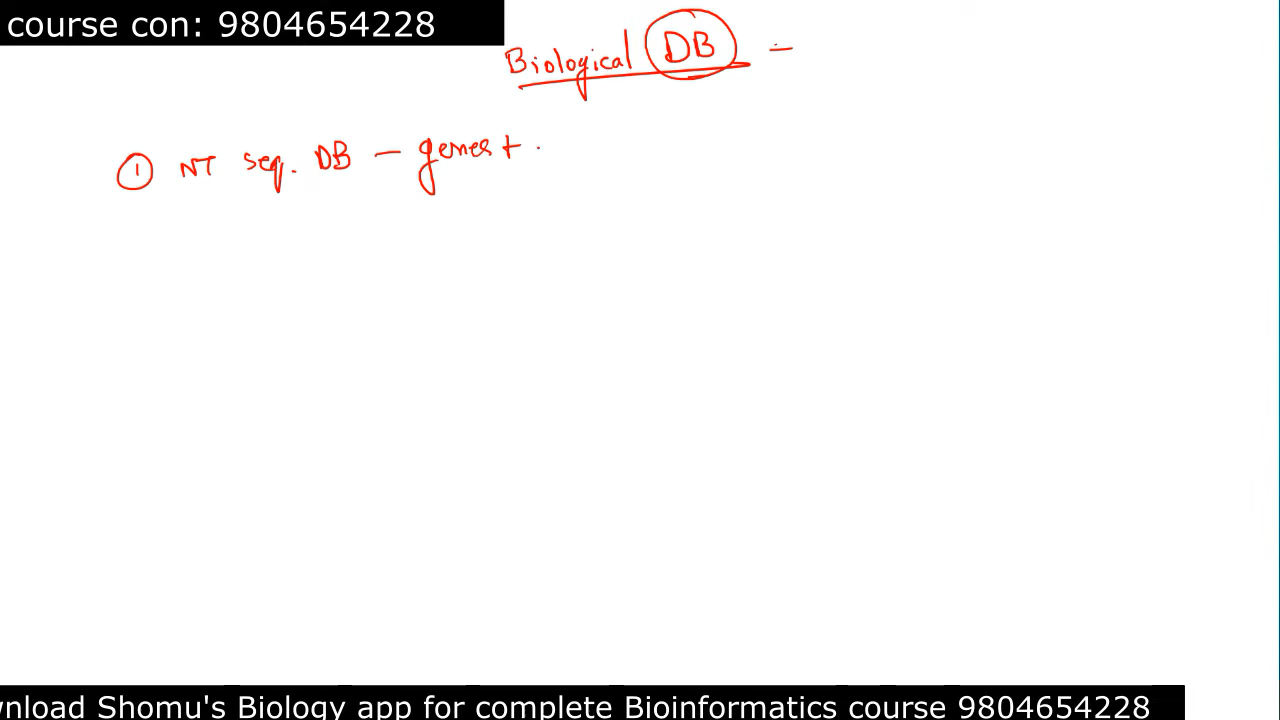 course con: 9804654228
Biological DB -
① NT seq. DB - genes +
wnload Shomu's Biology app for complete Bioinformatics course 9804654228